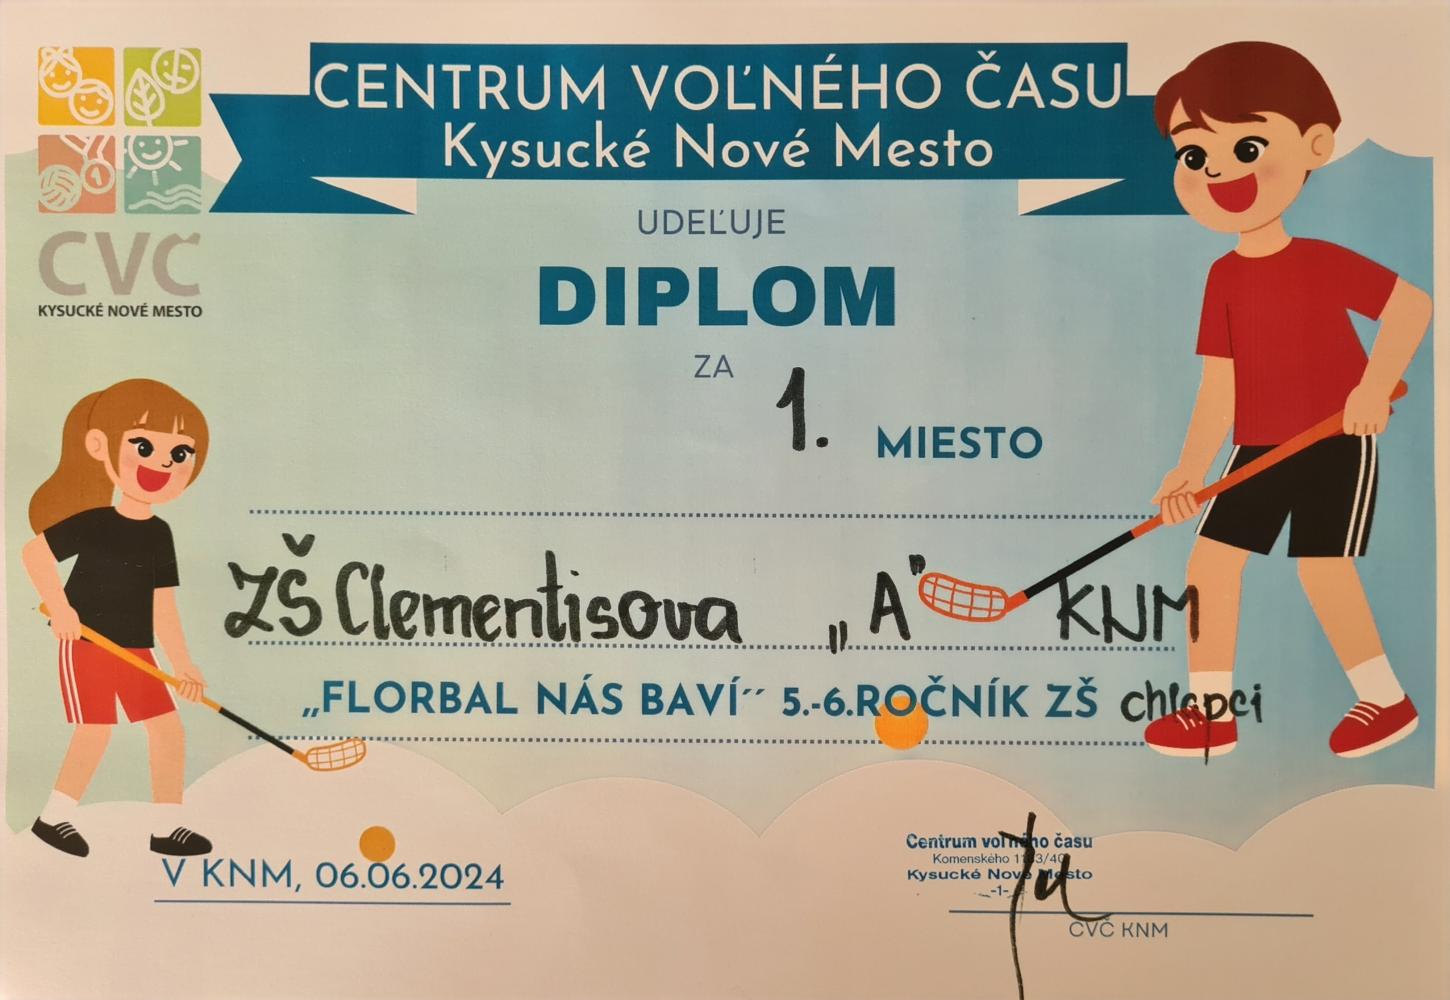 CENTRUM VOĽNÉHO ČASU
Kysucké Nové Mesto
CVČ
KYSUCKÉ NOVÉ MESTO
UDEĽUJE
DIPLOM
ZA
1. MIESTO
ZŠ Clementisova „A" KNM
„FLORBAL NÁS BAVÍ´´ 5.-6.ROČNÍK ZŠ chlapci
V KNM, 06.06.2024
Centrum voľného času
Komenského
Kysucké Nové Mesto
-1-
CVČ KNM